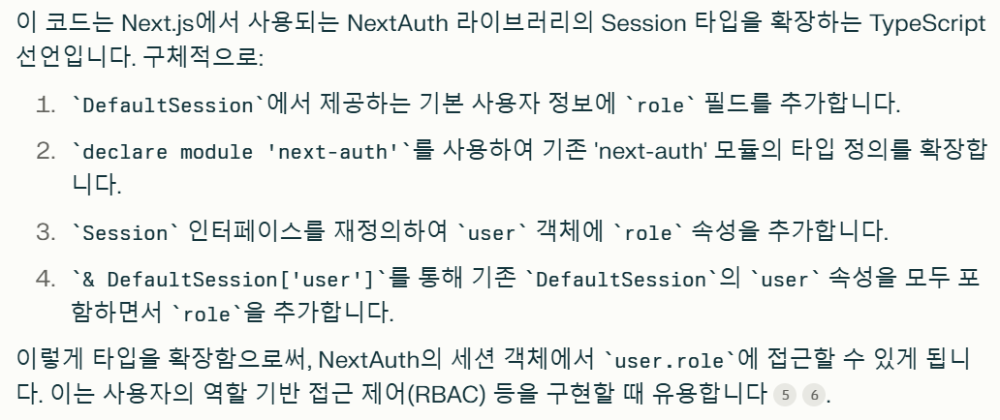 이 코드는 Next.js에서 사용되는 NextAuth 라이브러리의 Session 타입을 확장하는 TypeScript
선언입니다. 구체적으로:
1. `DefaultSession`에서 제공하는 기본 사용자 정보에 `role` 필드를 추가합니다.
2. `declare module 'next-auth'`를 사용하여 기존 'next-auth' 모듈의 타입 정의를 확장합
니다.
3. `Session` 인터페이스를 재정의하여 `user` 객체에 `role` 속성을 추가합니다.
4. `& DefaultSession['user']`를 통해 기존 `DefaultSession`의 `user` 속성을 모두 포
함하면서 `role`을 추가합니다.
이렇게 타입을 확장함으로써, NextAuth의 세션 객체에서 `user.role`에 접근할 수 있게 됩니
다. 이는 사용자의 역할 기반 접근 제어(RBAC) 등을 구현할 때 유용합니다 5 6.